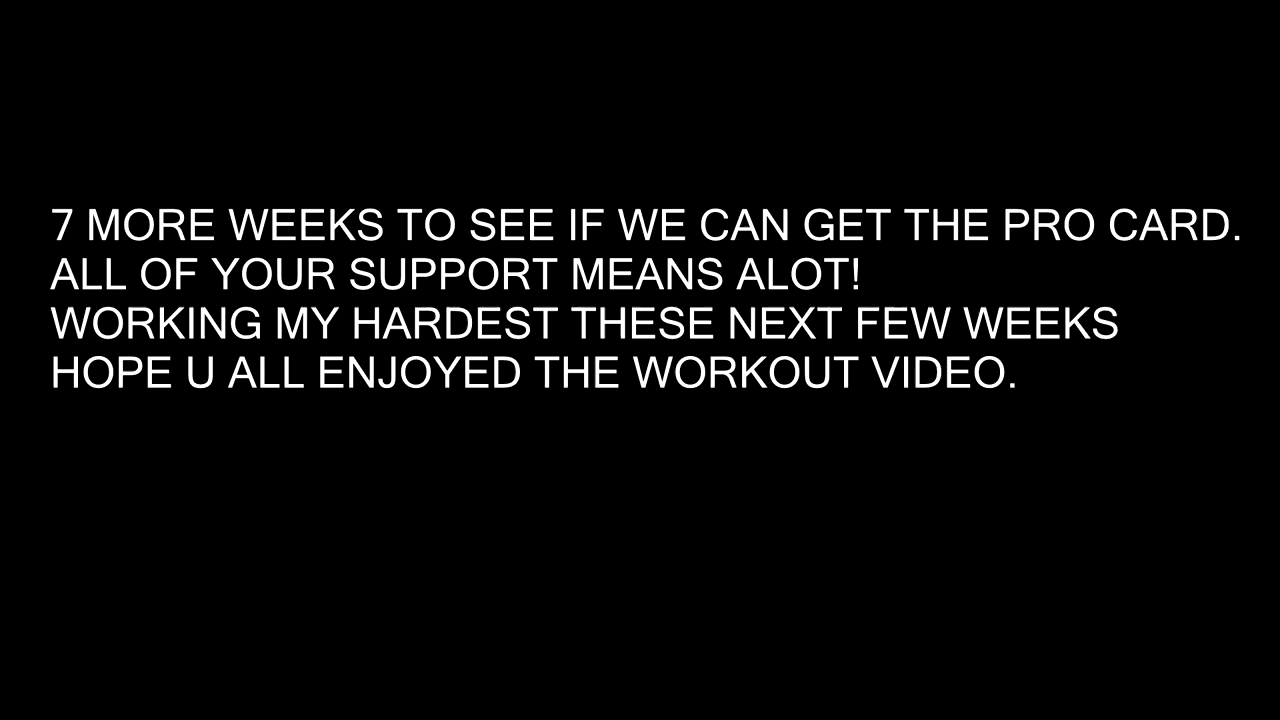 7 MORE WEEKS TO SEE IF WE CAN GET THE PRO CARD.
ALL OF YOUR SUPPORT MEANS ALOT!
WORKING MY HARDEST THESE NEXT FEW WEEKS
HOPE U ALL ENJOYED THE WORKOUT VIDEO.